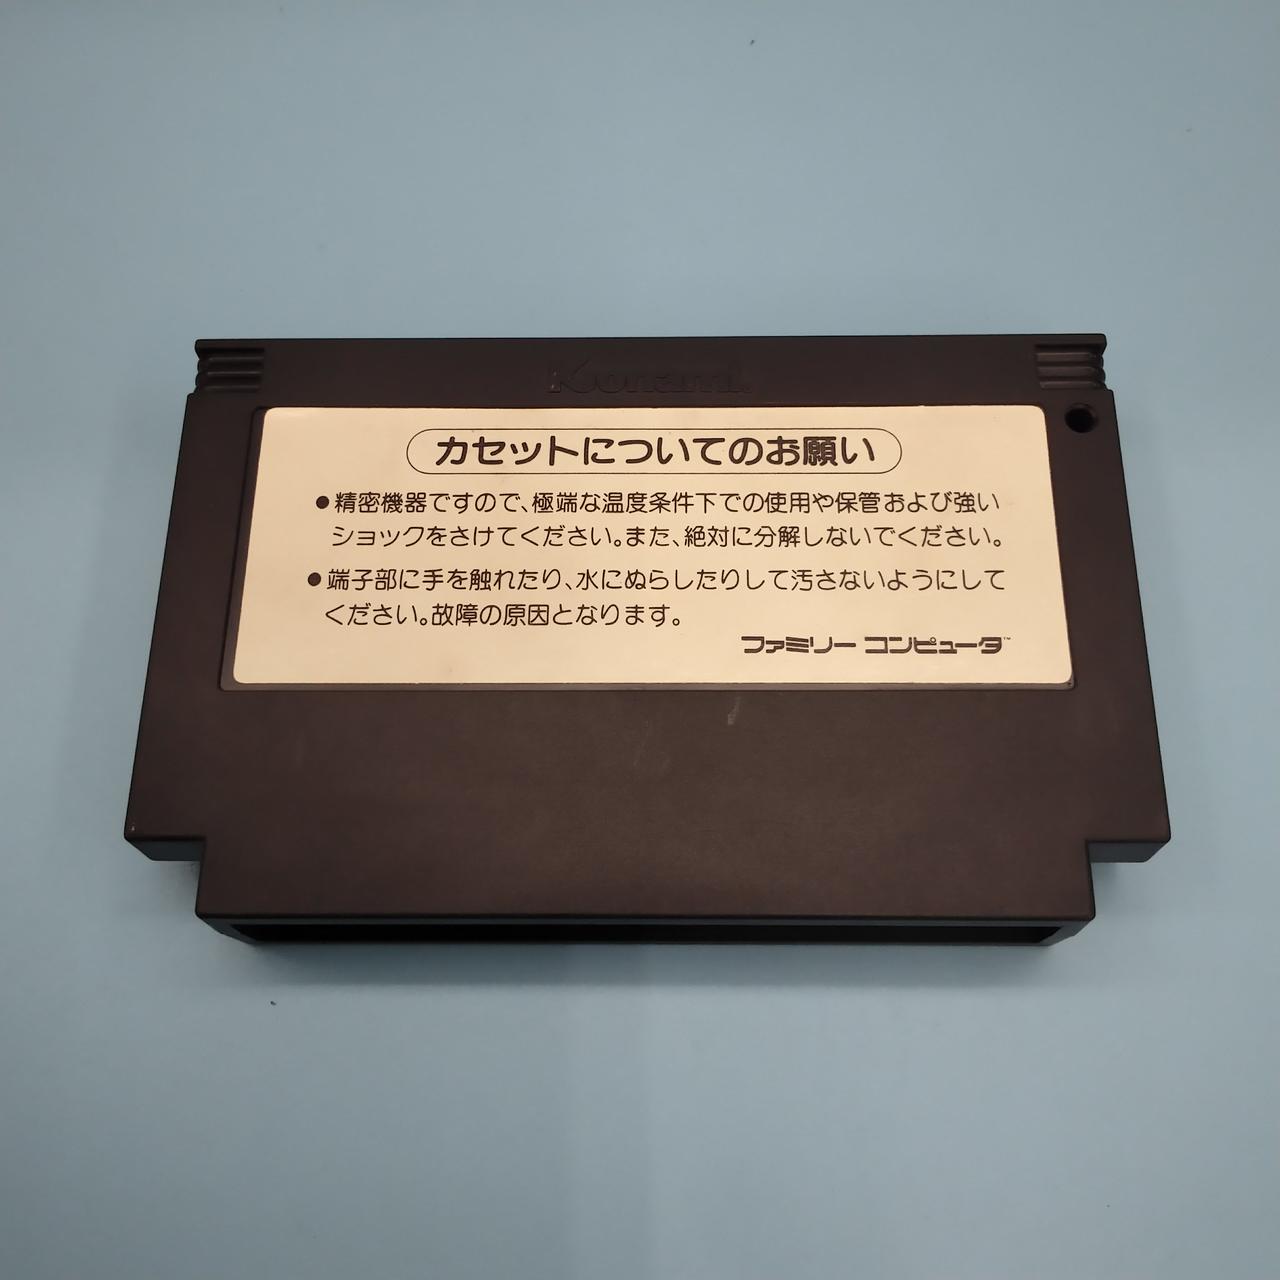 Konami
カセットについてのお願い
●精密機器ですので、極端な温度条件下での使用や保管および強い
ショックをさけてください。また、絶対に分解しないでください。
●端子部に手を触れたり、水にぬらしたりして汚さないようにして
ください。故障の原因となります。
ファミリー コンピュータ™